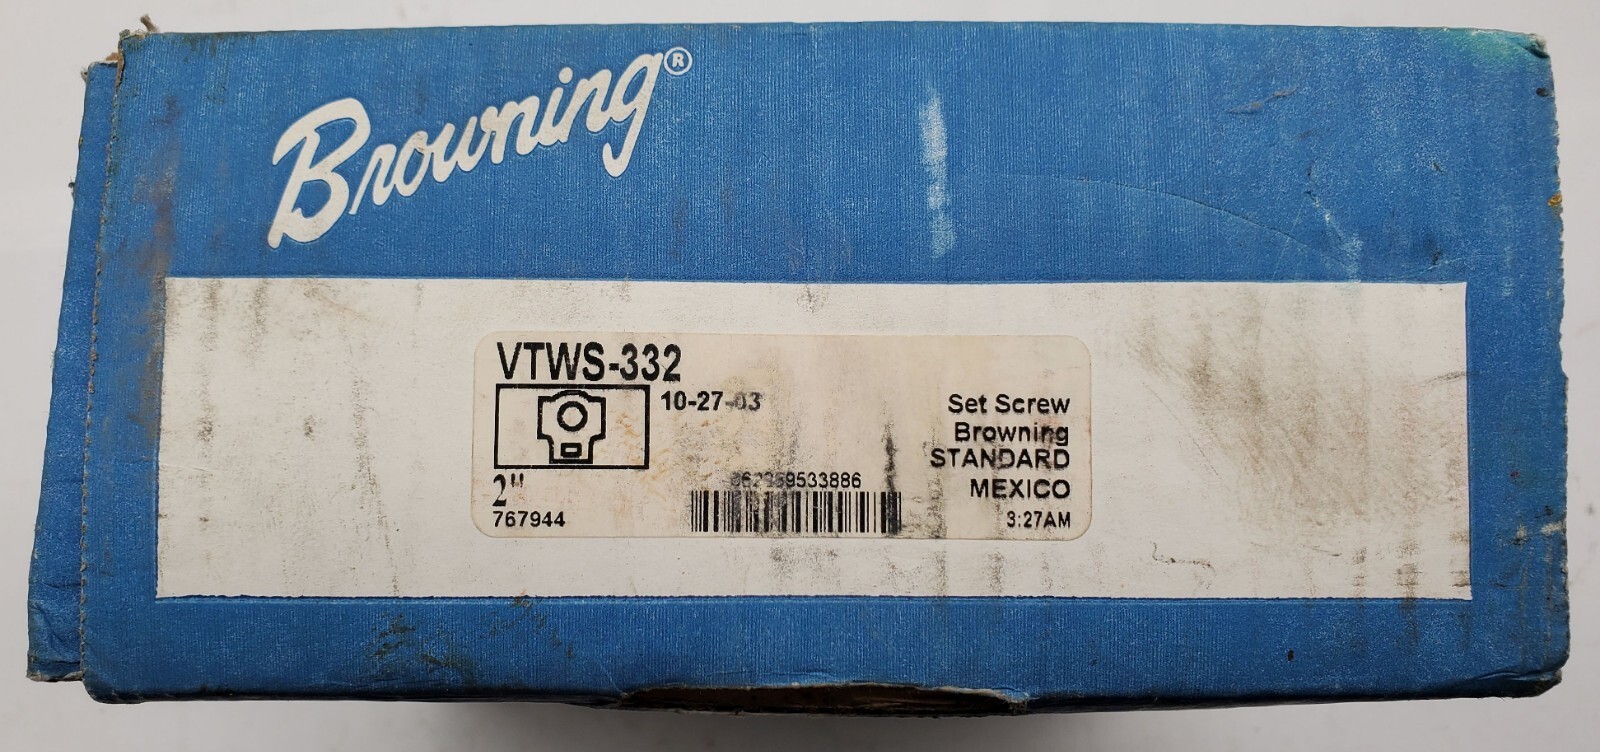 Browning®
VTWS-332
10-27-03
Set Screw
Browning
STANDARD
MEXICO
2"
767944
3:27AM